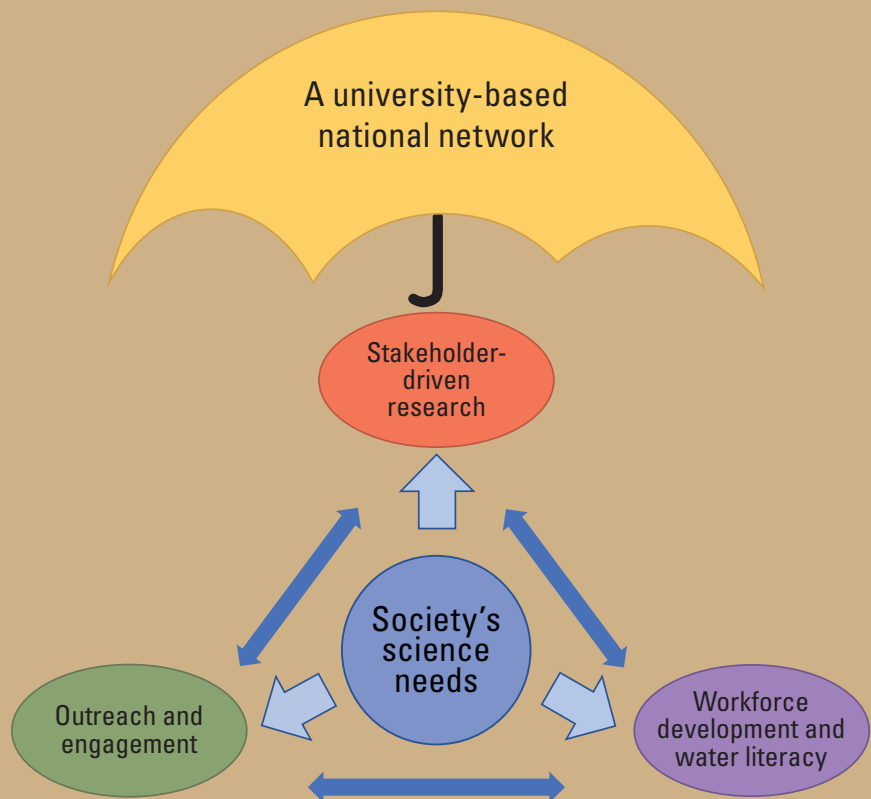 A university-based
national network
Stakeholder-
driven
research
Society's
science
needs
Outreach and
engagement
Workforce
development and
water literacy